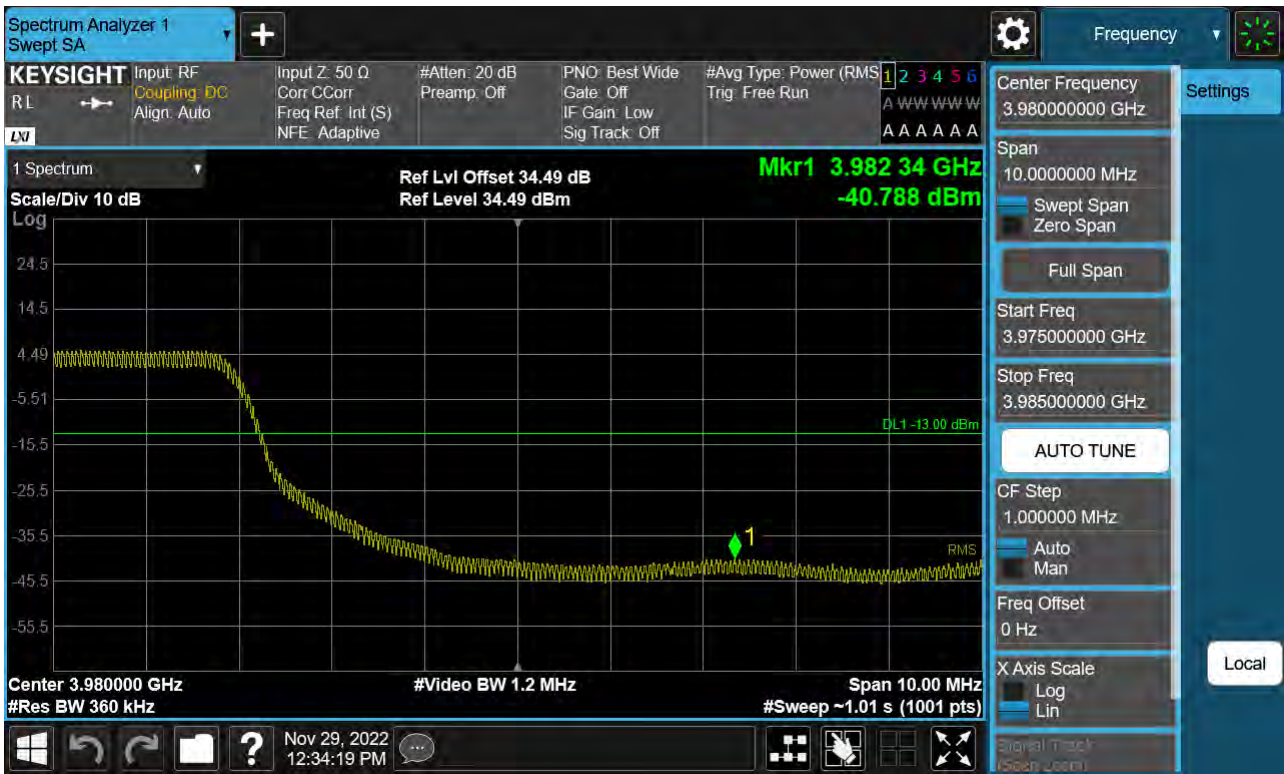 Spectrum Analyzer 1
Swept SA
+
Frequency
KEYSIGHT
RL
LXI
Input: RF
Coupling: DC
Align: Auto
Input Z: 50 Ω
Corr CCorr
Freq Ref: Int (S)
NFE: Adaptive
#Atten: 20 dB
Preamp: Off
PNO: Best Wide
Gate: Off
IF Gain: Low
Sig Track: Off
#Avg Type: Power (RMS
Trig: Free Run
1 2 3 4 5 6
A W W W W W
A A A A A A
1 Spectrum
Scale/Div 10 dB
Log
Ref Lvl Offset 34.49 dB
Ref Level 34.49 dBm
Mkr1 3.982 34 GHz
-40.788 dBm
24.5
14.5
4.49
-5.51
-15.5
-25.5
-35.5
-45.5
-55.5
DL1 -13.00 dBm
1
RMS
Center 3.980000 GHz
#Res BW 360 kHz
#Video BW 1.2 MHz
Span 10.00 MHz
#Sweep ~1.01 s (1001 pts)
Nov 29, 2022
12:34:19 PM
Center Frequency
3.980000000 GHz
Span
10.0000000 MHz
Swept Span
Zero Span
Full Span
Start Freq
3.975000000 GHz
Stop Freq
3.985000000 GHz
AUTO TUNE
CF Step
1.000000 MHz
Auto
Man
Freq Offset
0 Hz
X Axis Scale
Log
Lin
Signal Track
(Span Zoom)
Settings
Local